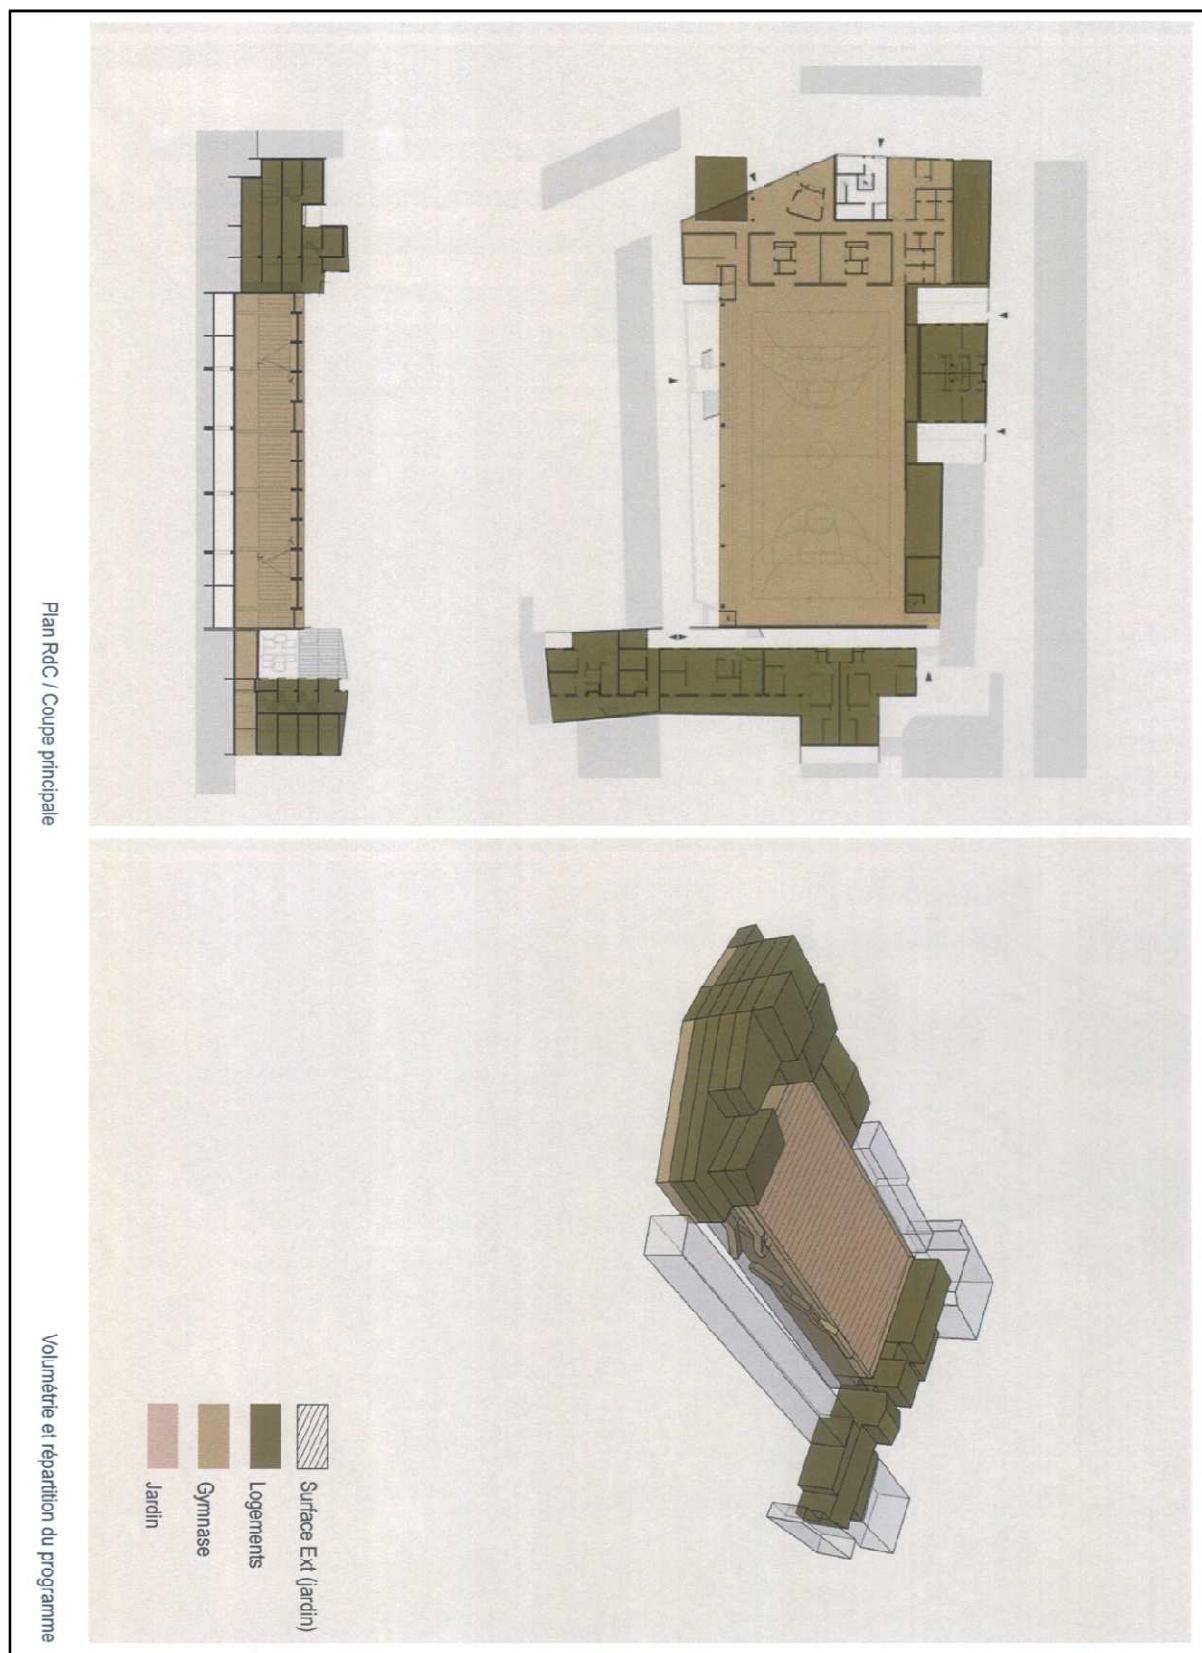 Plan RdC / Coupe principale
Surface Ext (jardin)
Logements
Gymnase
Jardin
Volumétrie et répartition du programme